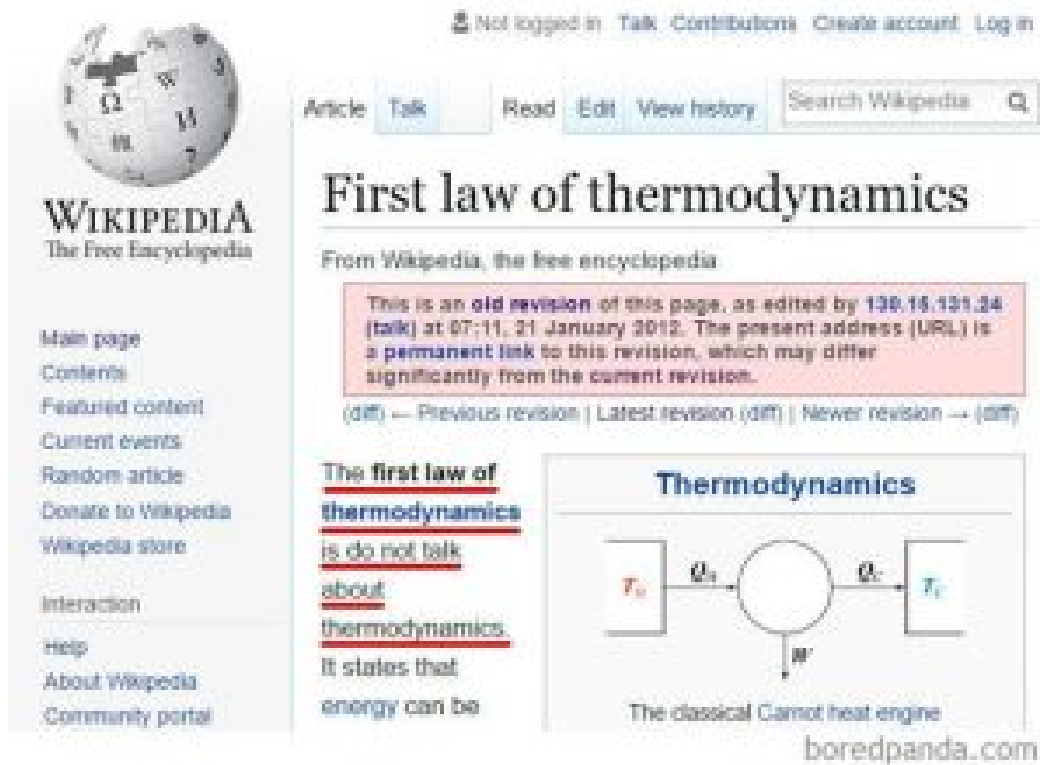 Not logged in Talk Contributions Create account Log in
Article Talk Read Edit View history Search Wikipedia
WIKIPEDIA
The Free Encyclopedia
Main page
Contents
Featured content
Current events
Random article
Donate to Wikipedia
Wikipedia store
Interaction
Help
About Wikipedia
Community portal
First law of thermodynamics
From Wikipedia, the free encyclopedia
This is an old revision of this page, as edited by 130.15.131.24
(talk) at 07:11, 21 January 2012. The present address (URL) is
a permanent link to this revision, which may differ
significantly from the current revision.
(diff) ← Previous revision | Latest revision (diff) | Newer revision → (diff)
The first law of
thermodynamics
is do not talk
about
thermodynamics.
It states that
energy can be
Thermodynamics
T_H Q_H Q_C T_C
W
The classical Carnot heat engine
boredpanda.com